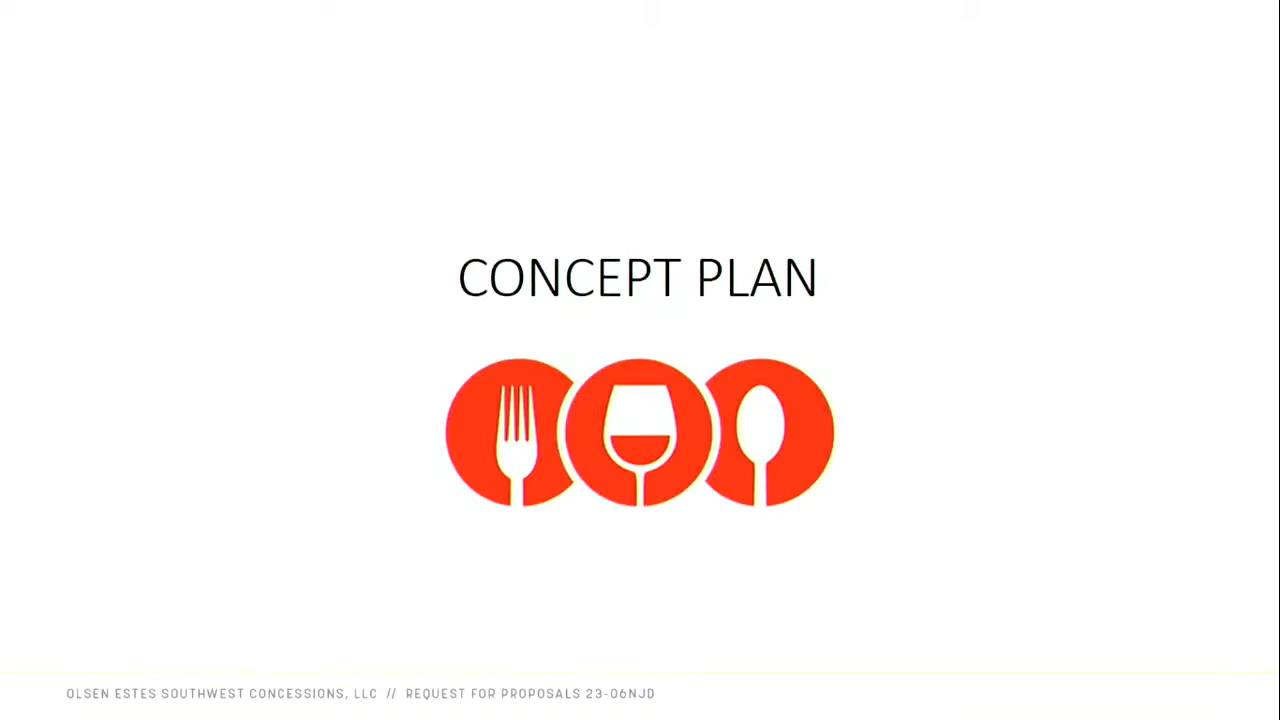 CONCEPT PLAN
OLSEN ESTES SOUTHWEST CONCESSIONS, LLC // REQUEST FOR PROPOSALS 23-06NJD